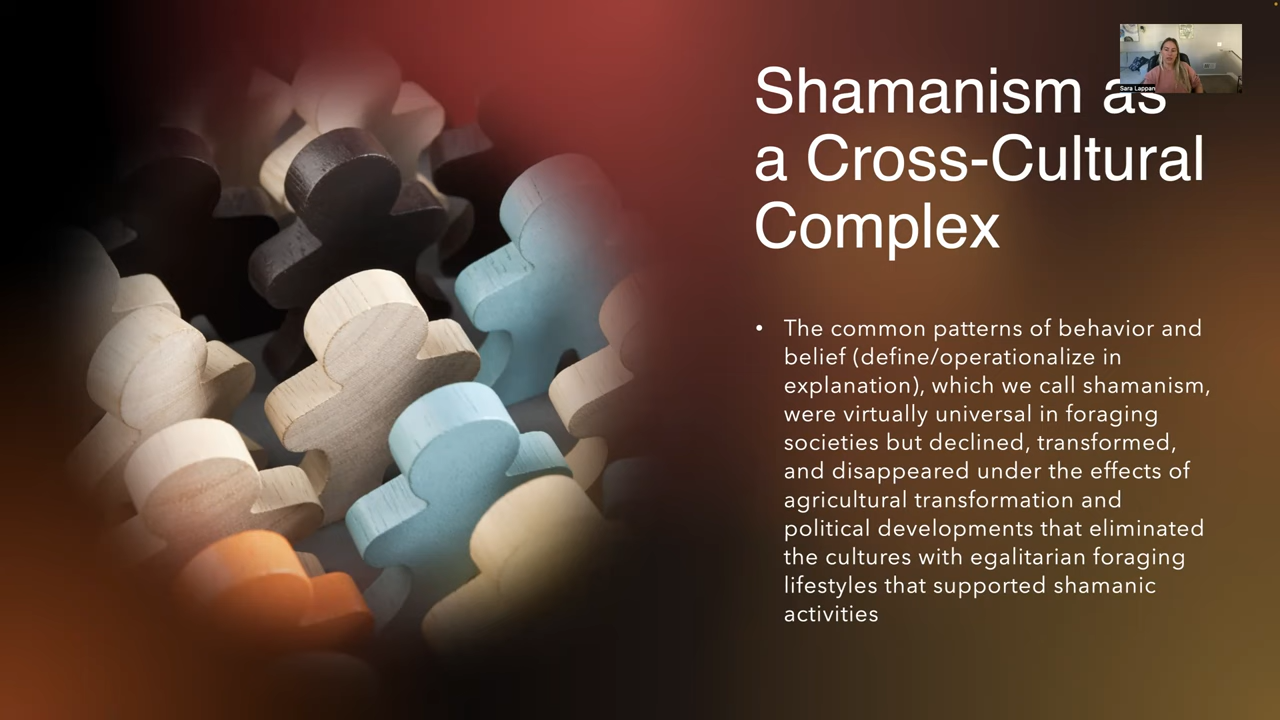 Shamanism as
a Cross-Cultural
Complex
Sara Lappan
• The common patterns of behavior and
belief (define/operationalize in
explanation), which we call shamanism,
were virtually universal in foraging
societies but declined, transformed,
and disappeared under the effects of
agricultural transformation and
political developments that eliminated
the cultures with egalitarian foraging
lifestyles that supported shamanic
activities